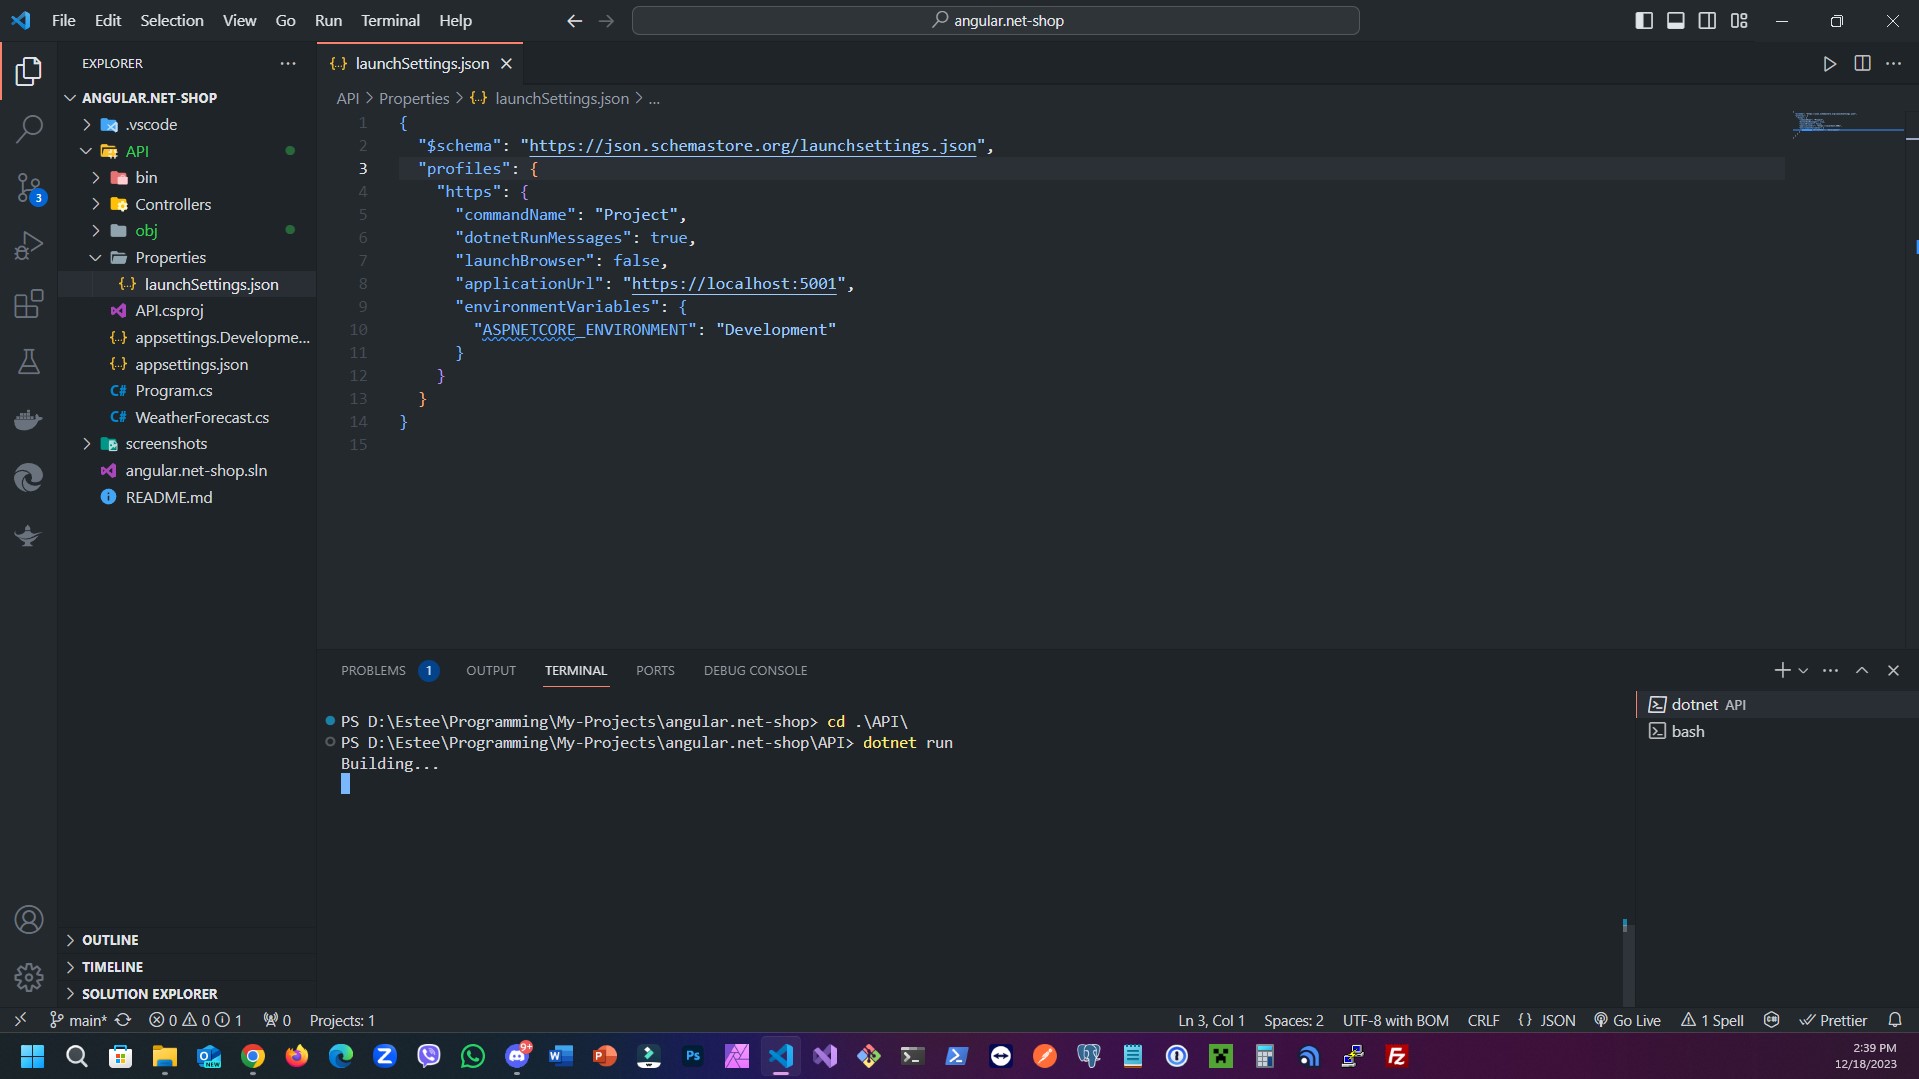 File Edit Selection View Go Run Terminal Help
angular.net-shop
EXPLORER
ANGULAR.NET-SHOP
.vscode
API
bin
Controllers
obj
Properties
launchSettings.json
API.csproj
appsettings.Developme...
appsettings.json
C# Program.cs
C# WeatherForecast.cs
screenshots
angular.net-shop.sln
README.md
OUTLINE
TIMELINE
SOLUTION EXPLORER
3
{..} launchSettings.json
API > Properties > {..} launchSettings.json > ...
1 {
2 "$schema": "https://json.schemastore.org/launchsettings.json",
3 "profiles": {
4 "https": {
5 "commandName": "Project",
6 "dotnetRunMessages": true,
7 "launchBrowser": false,
8 "applicationUrl": "https://localhost:5001",
9 "environmentVariables": {
10 "ASPNETCORE_ENVIRONMENT": "Development"
11 }
12 }
13 }
14 }
15
PROBLEMS 1 OUTPUT TERMINAL PORTS DEBUG CONSOLE
PS D:\Estee\Programming\My-Projects\angular.net-shop> cd .\API\
PS D:\Estee\Programming\My-Projects\angular.net-shop\API> dotnet run
Building...
dotnet API
bash
main* 0 0 1 0 Projects: 1
Ln 3, Col 1 Spaces: 2 UTF-8 with BOM CRLF {} JSON Go Live 1 Spell Prettier
9+
2:39 PM
12/18/2023